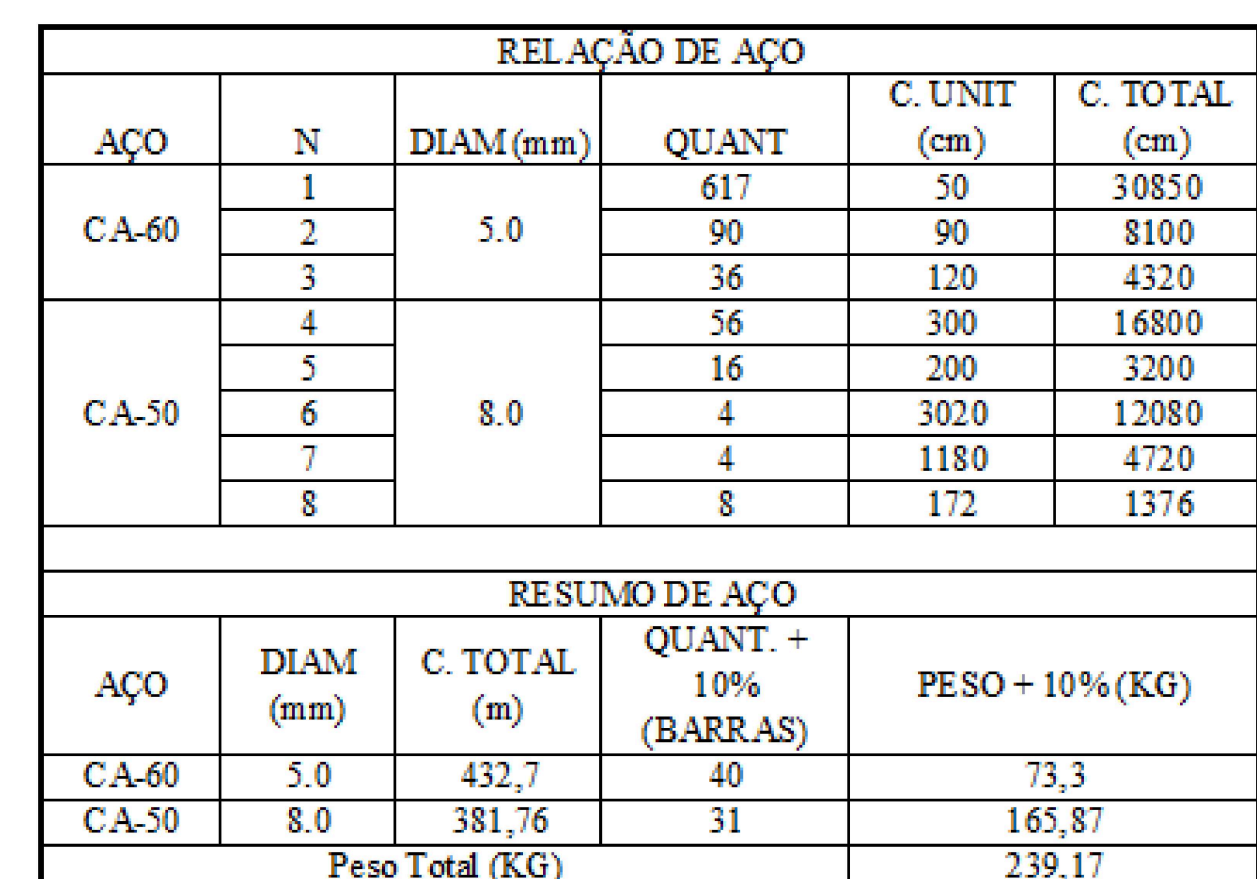 RELAÇÃO DE AÇO
AÇO N DIAM (mm) QUANT C. UNIT (cm) C. TOTAL (cm)
CA-60 1 5.0 617 50 30850
2 90 90 8100
3 36 120 4320
CA-50 4 8.0 56 300 16800
5 16 200 3200
6 4 3020 12080
7 4 1180 4720
8 8 172 1376
RESUMO DE AÇO
AÇO DIAM (mm) C. TOTAL (m) QUANT. + 10% (BARRAS) PESO + 10% (KG)
CA-60 5.0 432,7 40 73,3
CA-50 8.0 381,76 31 165,87
Peso Total (KG) 239,17